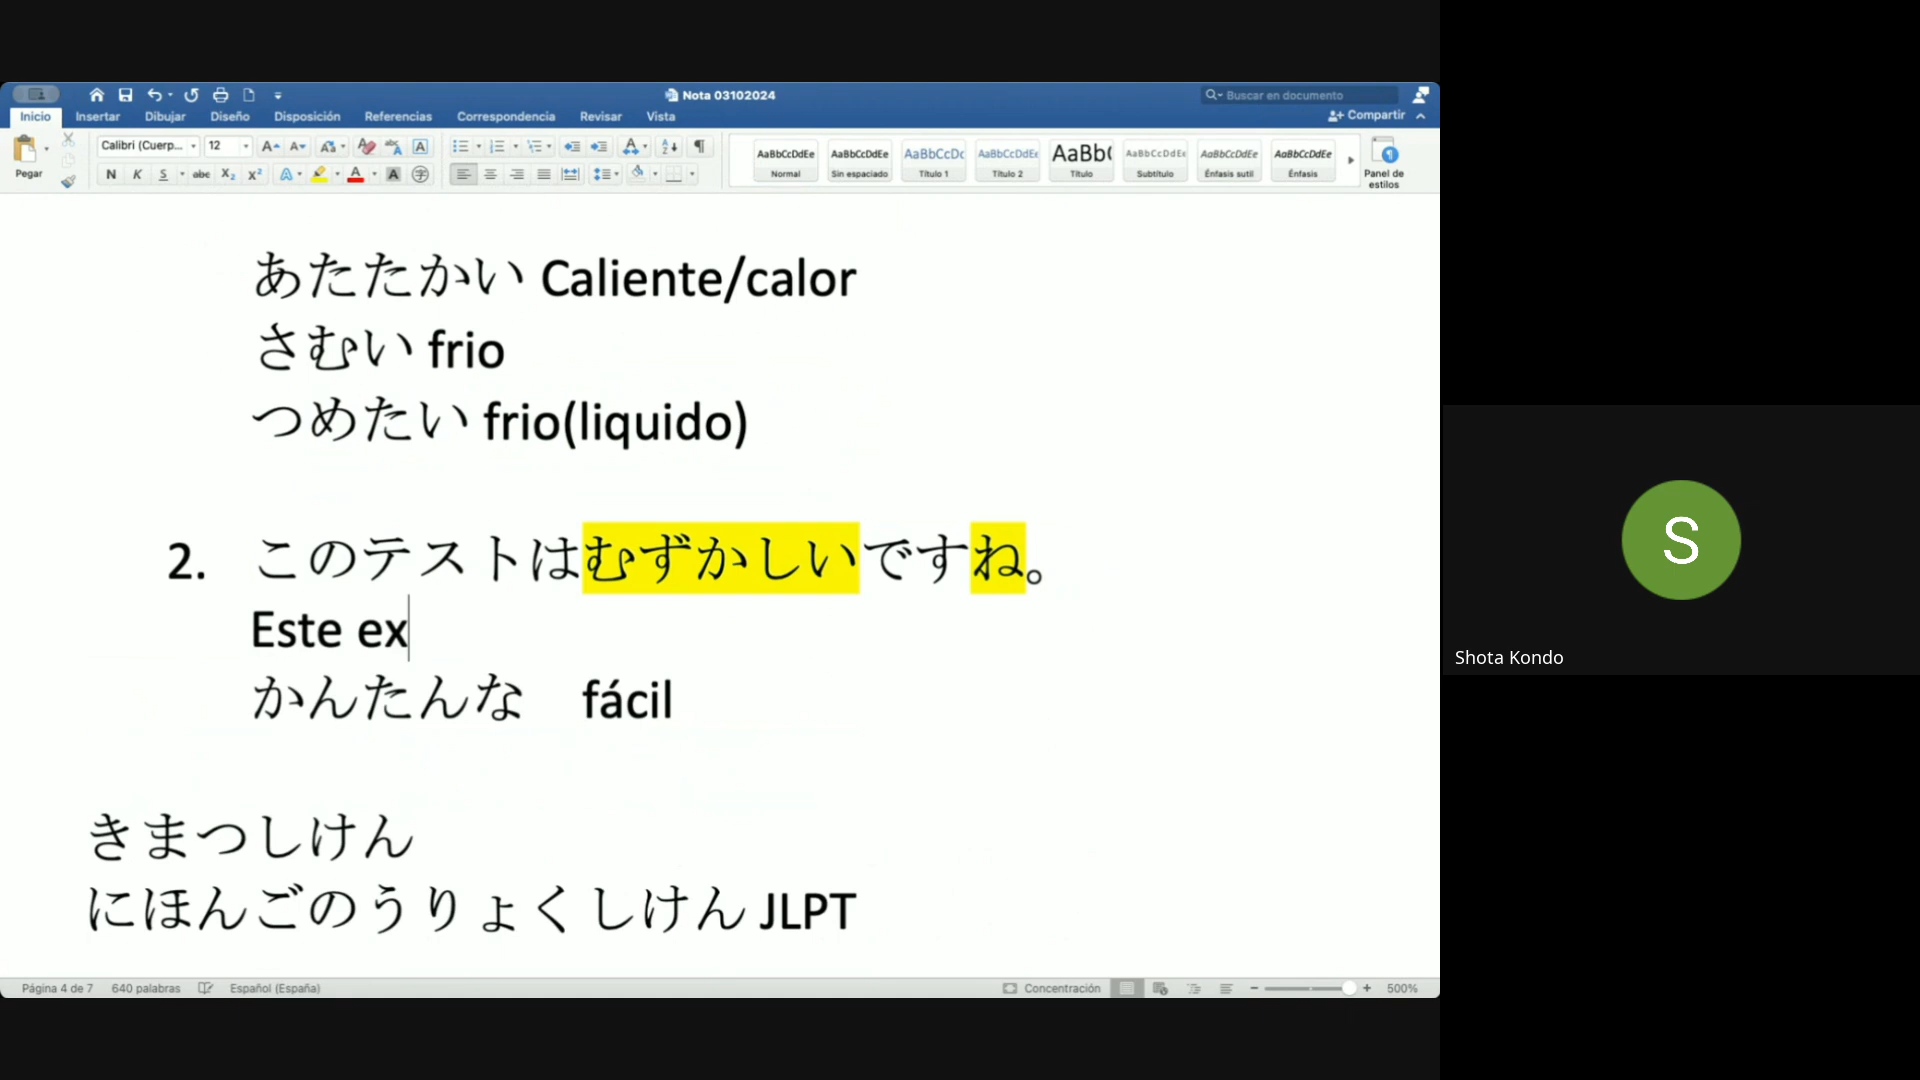 Nota 03102024
Buscar en documento
Inicio Insertar Dibujar Diseño Disposición Referencias Correspondencia Revisar Vista
Compartir
Pegar
Calibri (Cuerp... 12
N K S abc X₂ X²
AaBbCcDdEe Normal
AaBbCcDdEe Sin espaciado
AaBbCcDc Título 1
AaBbCcDdEe Título 2
AaBb( Título
AaBbCcDdEe Subtítulo
AaBbCcDdEe Énfasis sutil
AaBbCcDdEe Énfasis
Panel de
estilos
あたたかい Caliente/calor
さむい frio
つめたい frio(liquido)
2. このテストはむずかしいですね。
Este ex
かんたんな　fácil
きまつしけん
にほんごのうりょくしけん JLPT
Página 4 de 7 640 palabras Español (España) Concentración 500%
S
Shota Kondo